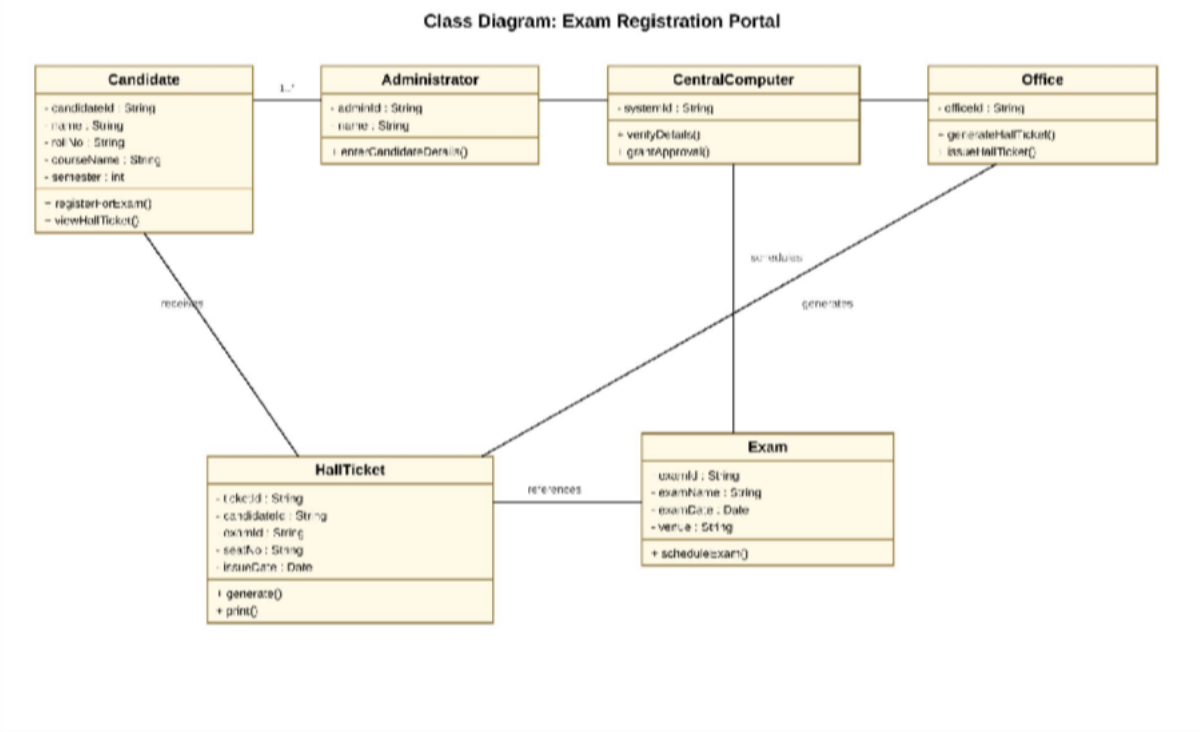 Class Diagram: Exam Registration Portal
Candidate
- candidateId : String
- name : String
- rollNo : String
- courseName : String
- semester : int
+ registerForExam()
+ viewHallTicket()
1..*
Administrator
- adminId : String
- name : String
+ enterCandidateDetails()
CentralComputer
- systemId : String
+ verifyDetails()
+ grantApproval()
Office
- officeId : String
+ generateHallTicket()
+ issueHallTicket()
receives
schedules
generates
HallTicket
- ticketId : String
- candidateId : String
- examId : String
- seatNo : String
- issueDate : Date
+ generate()
+ print()
references
Exam
- examId : String
- examName : String
- examDate : Date
- venue : String
+ scheduleExam()